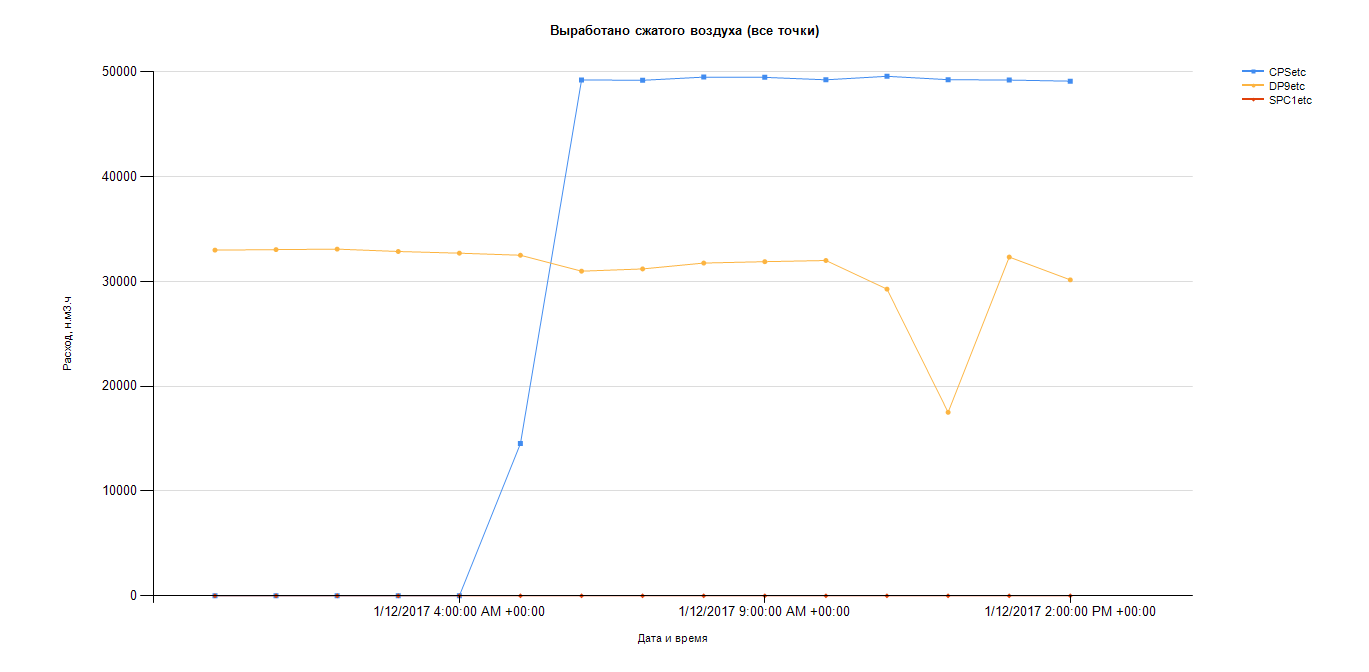 Выработано сжатого воздуха (все точки)
50000
40000
30000
20000
10000
0
Расход, н.м3.ч
1/12/2017 4:00:00 AM +00:00
1/12/2017 9:00:00 AM +00:00
1/12/2017 2:00:00 PM +00:00
Дата и время
CPSetc
DP9etc
SPC1etc